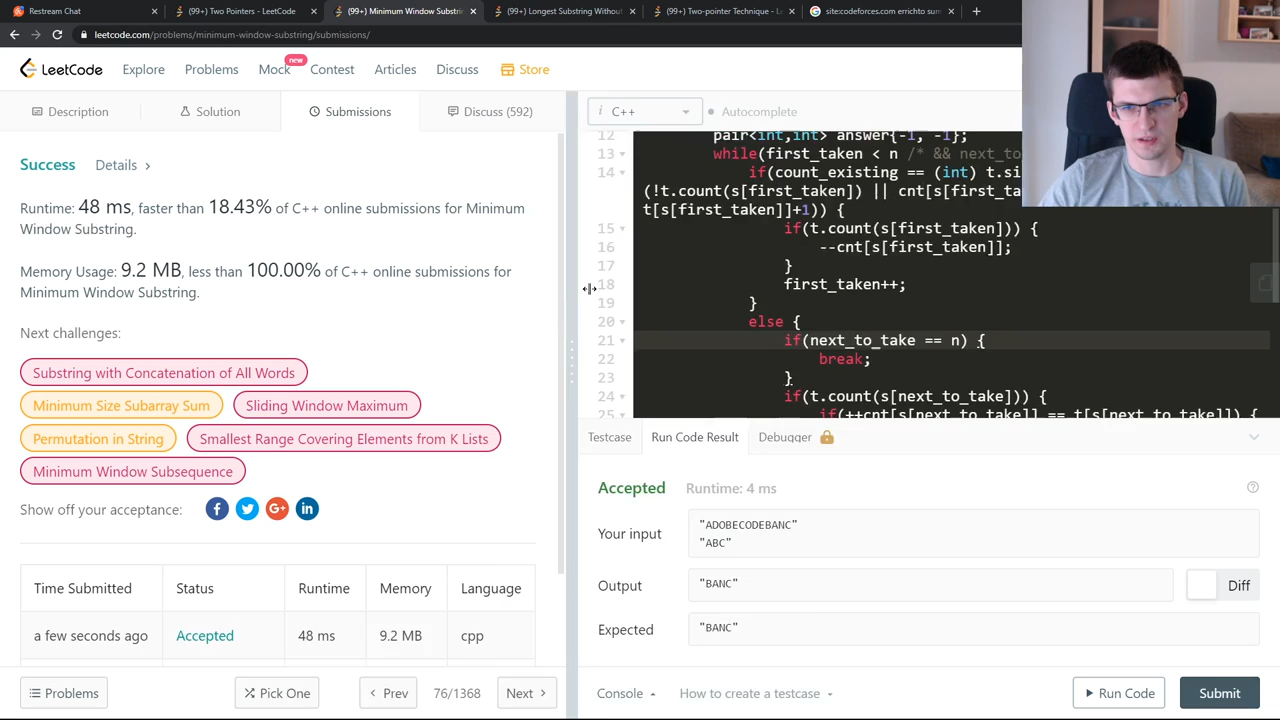 Restream Chat
(99+) Two Pointers - LeetCode
(99+) Minimum Window Substr
(99+) Longest Substring Without
(99+) Two-pointer Technique - L
site:codeforces.com errichto sum
leetcode.com/problems/minimum-window-substring/submissions/
LeetCode
Explore
Problems
Mock
new
Contest
Articles
Discuss
Store
Description
Solution
Submissions
Discuss (592)
i C++
Autocomplete
Success
Details
Runtime: 48 ms, faster than 18.43% of C++ online submissions for Minimum
Window Substring.
Memory Usage: 9.2 MB, less than 100.00% of C++ online submissions for
Minimum Window Substring.
Next challenges:
Substring with Concatenation of All Words
Minimum Size Subarray Sum
Sliding Window Maximum
Permutation in String
Smallest Range Covering Elements from K Lists
Minimum Window Subsequence
Show off your acceptance:
Time Submitted Status Runtime Memory Language
a few seconds ago Accepted 48 ms 9.2 MB cpp
12 pair<int,int> answer{-1, -1};
13 while(first_taken < n /* && next_to
14 if(count_existing == (int) t.si
(!t.count(s[first_taken]) || cnt[s[first_ta
t[s[first_taken]]+1)) {
15 if(t.count(s[first_taken])) {
16 --cnt[s[first_taken]];
17 }
18 first_taken++;
19 }
20 else {
21 if(next_to_take == n) {
22 break;
23 }
24 if(t.count(s[next_to_take])) {
25 if(++cnt[s[next_to_take]] == t[s[next_to_take]]) {
Testcase
Run Code Result
Debugger
Accepted
Runtime: 4 ms
Your input
"ADOBECODEBANC"
"ABC"
Output
"BANC"
Diff
Expected
"BANC"
Problems
Pick One
Prev
76/1368
Next
Console
How to create a testcase
Run Code
Submit